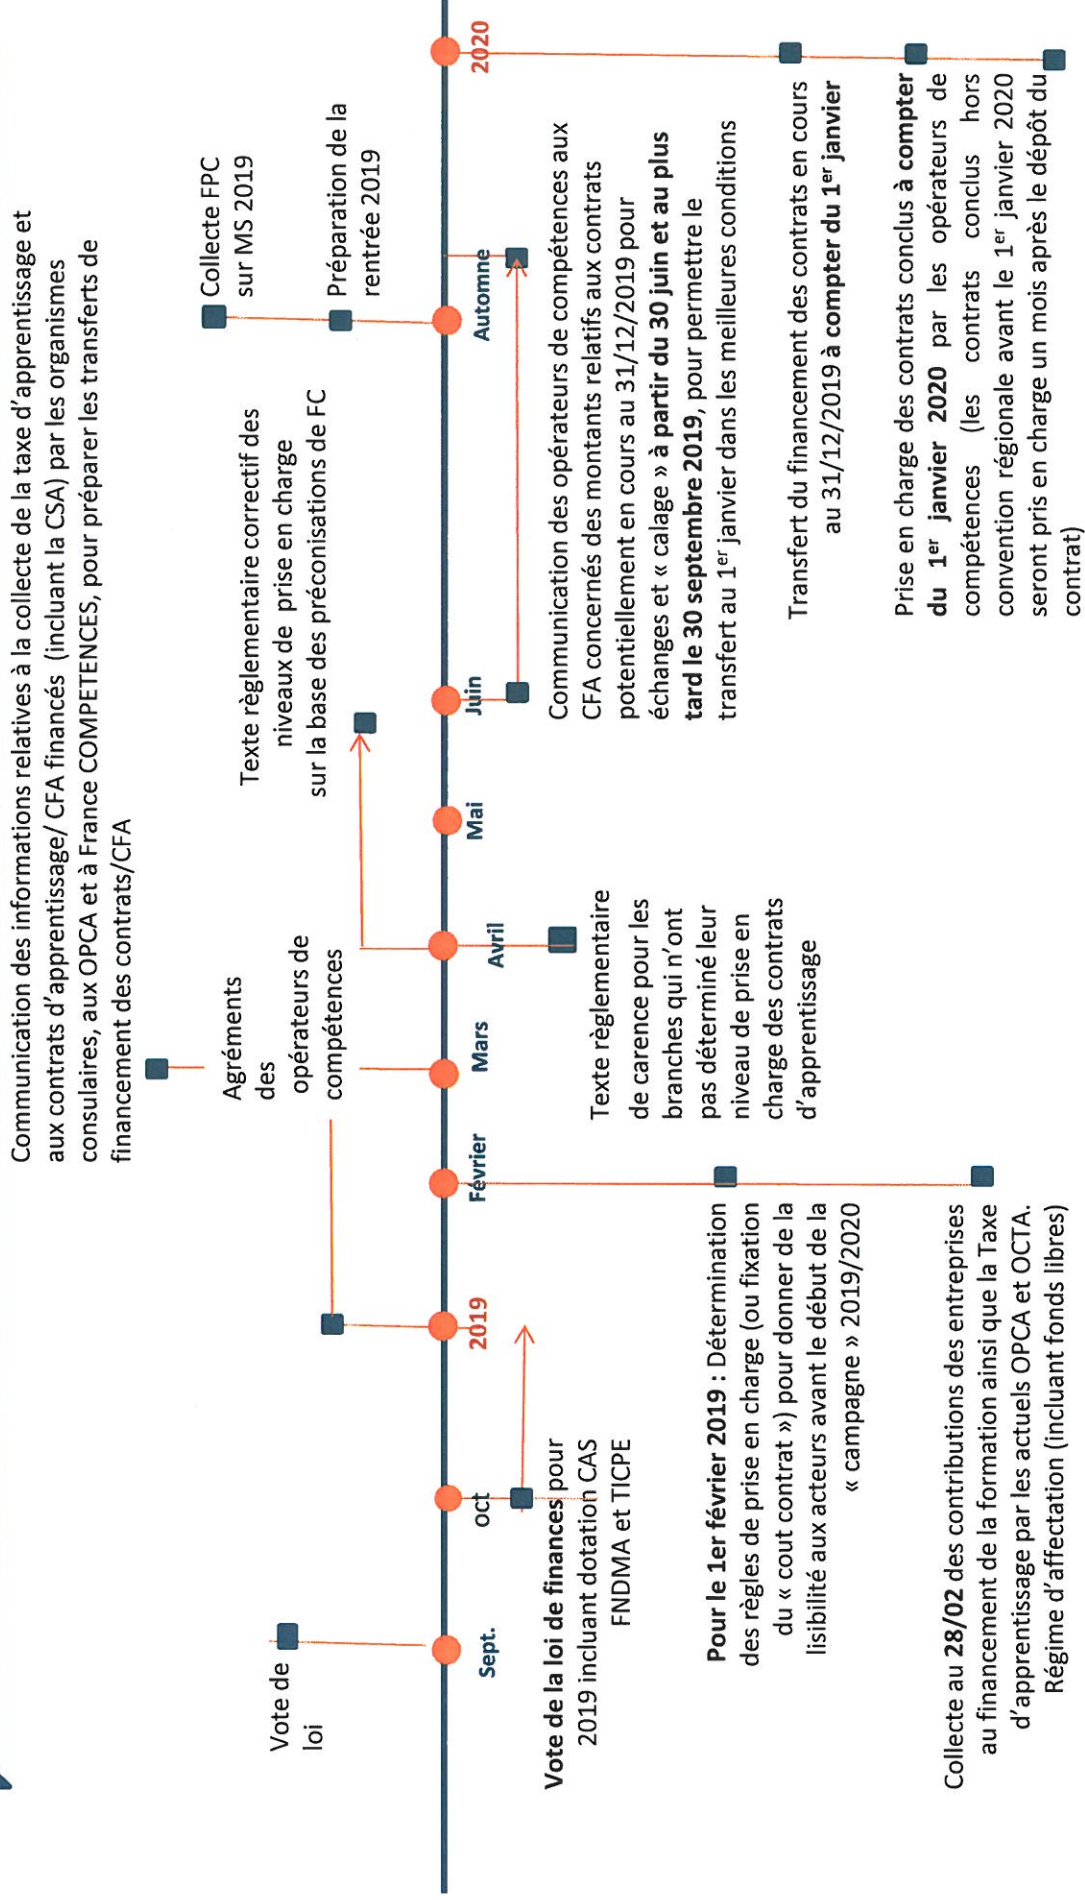 Communication des informations relatives à la collecte de la taxe d'apprentissage et
aux contrats d'apprentissage/ CFA financés (incluant la CSA) par les organismes
consulaires, aux OPCA et à France COMPETENCES, pour préparer les transferts de
financement des contrats/CFA
Vote de
loi
Agréments
des
opérateurs de
compétences
Texte règlementaire correctif des
niveaux de prise en charge
sur la base des préconisations de FC
Collecte FPC
sur MS 2019
Préparation de la
rentrée 2019
Sept.
oct
2019
Février
Mars
Avril
Mai
Juin
Automne
2020
Vote de la loi de finances pour
2019 incluant dotation CAS
FNDMA et TICPE
Pour le 1er février 2019 : Détermination
des règles de prise en charge (ou fixation
du « cout contrat ») pour donner de la
lisibilité aux acteurs avant le début de la
« campagne » 2019/2020
Collecte au 28/02 des contributions des entreprises
au financement de la formation ainsi que la Taxe
d'apprentissage par les actuels OPCA et OCTA.
Régime d'affectation (incluant fonds libres)
Texte règlementaire
de carence pour les
branches qui n'ont
pas déterminé leur
niveau de prise en
charge des contrats
d'apprentissage
Communication des opérateurs de compétences aux
CFA concernés des montants relatifs aux contrats
potentiellement en cours au 31/12/2019 pour
échanges et « calage » à partir du 30 juin et au plus
tard le 30 septembre 2019, pour permettre le
transfert au 1er janvier dans les meilleures conditions
Transfert du financement des contrats en cours
au 31/12/2019 à compter du 1er janvier
Prise en charge des contrats conclus à compter
du 1er janvier 2020 par les opérateurs de
compétences (les contrats conclus hors
convention régionale avant le 1er janvier 2020
seront pris en charge un mois après le dépôt du
contrat)